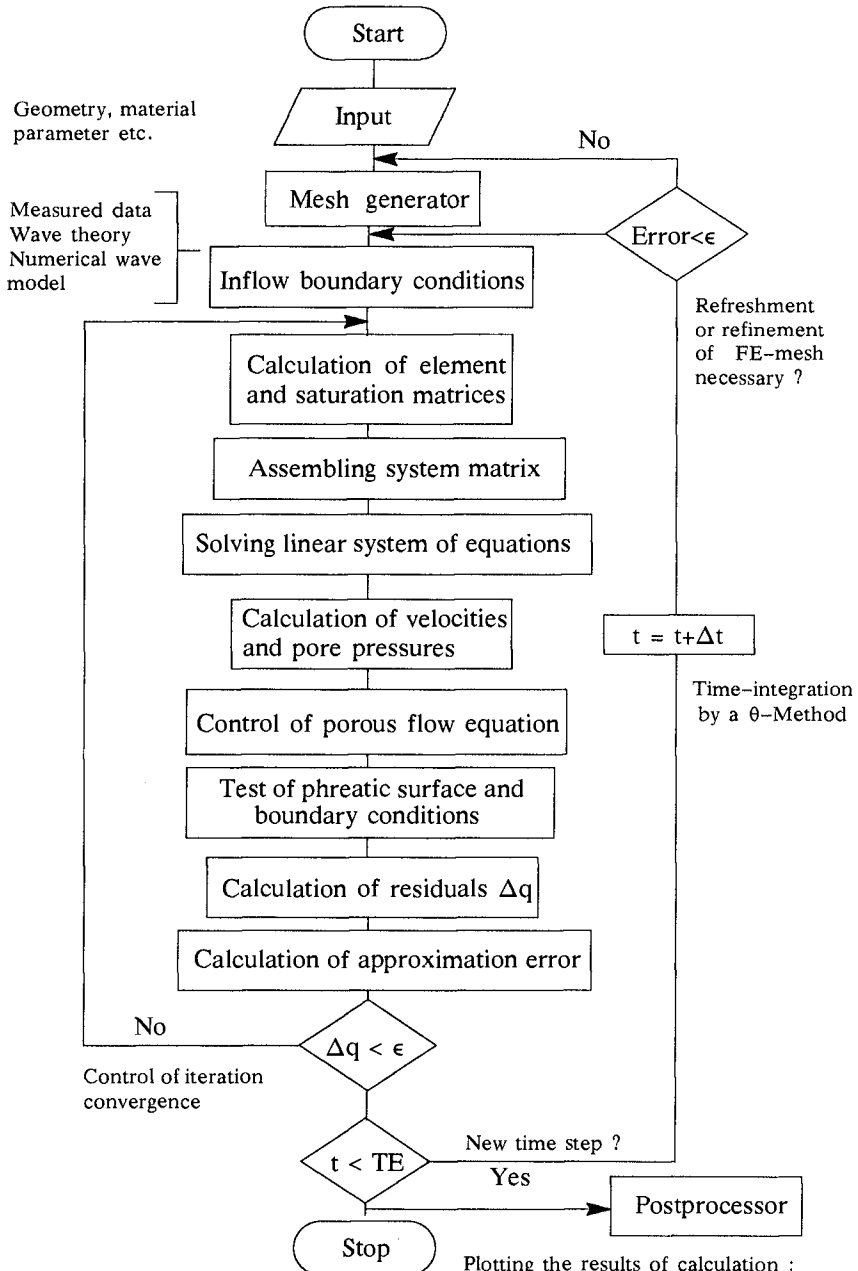 Start
Geometry, material
parameter etc.
Input
No
Mesh generator
Error<ϵ
Measured data
Wave theory
Numerical wave
model
Inflow boundary conditions
Refreshment
or refinement
of FE-mesh
necessary ?
Calculation of element
and saturation matrices
Assembling system matrix
Solving linear system of equations
Calculation of velocities
and pore pressures
t = t+Δt
Time-integration
by a θ-Method
Control of porous flow equation
Test of phreatic surface and
boundary conditions
Calculation of residuals Δq
Calculation of approximation error
No
Δq < ϵ
Control of iteration
convergence
New time step ?
t < TE
Yes
Postprocessor
Stop
Plotting the results of calculation :